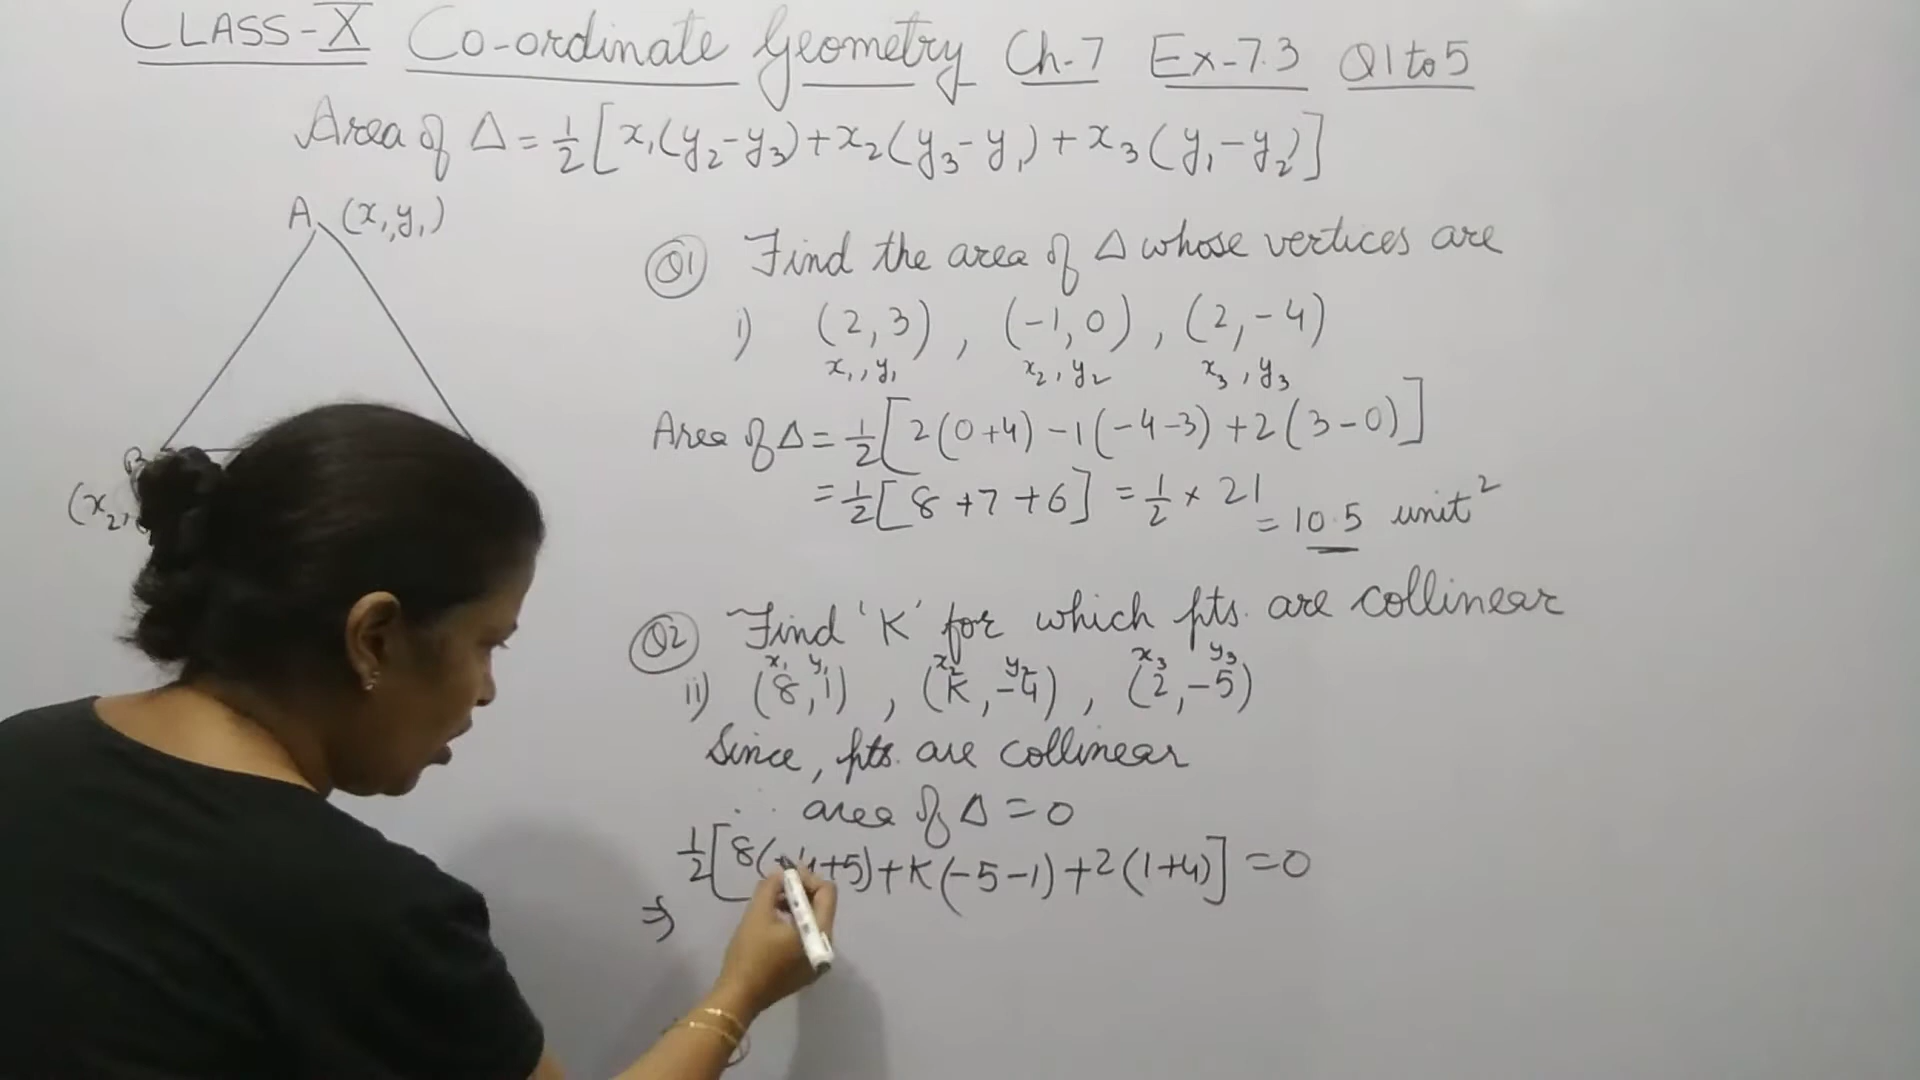 CLASS-X Co-ordinate Geometry Ch-7 Ex-7.3 Q1 to 5
Area of Δ = 1/2 [x₁(y₂-y₃)+x₂(y₃-y₁)+x₃(y₁-y₂)]
A (x₁,y₁)
B
(x₂,
Q1 Find the area of Δ whose vertices are
i) (2,3) , (-1,0) , (2,-4)
x₁,y₁ x₂,y₂ x₃,y₃
Area of Δ = 1/2 [2(0+4) -1(-4-3) +2(3-0)]
= 1/2 [8 +7 +6] = 1/2 × 21 = 10.5 unit²
Q2 Find 'K' for which pts. are collinear
x₁ y₁ x₂ y₂ x₃ y₃
ii) (8,1) , (K,-4) , (2,-5)
Since, pts. are collinear
∴ area of Δ = 0
1/2 [8(-4+5)+K(-5-1)+2(1+4)] = 0
⇒